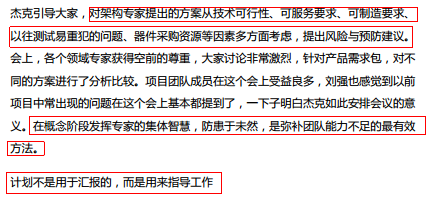 杰克引导大家，对架构专家提出的方案从技术可行性、可服务要求、可制造要求、
以往测试易重犯的问题、器件采购资源等因素多方面考虑，提出风险与预防建议。
会上，各个领域专家获得空前的尊重，大家讨论非常激烈，针对产品需求包，对不
同的方案进行了分析比较。项目团队成员在这个会上受益良多，刘强也感觉到以前
项目中常出现的问题在这个会上基本都提到了，一下子明白杰克如此安排会议的意
义。在概念阶段发挥专家的集体智慧，防患于未然，是弥补团队能力不足的最有效
方法。
计划不是用于汇报的，而是用来指导工作